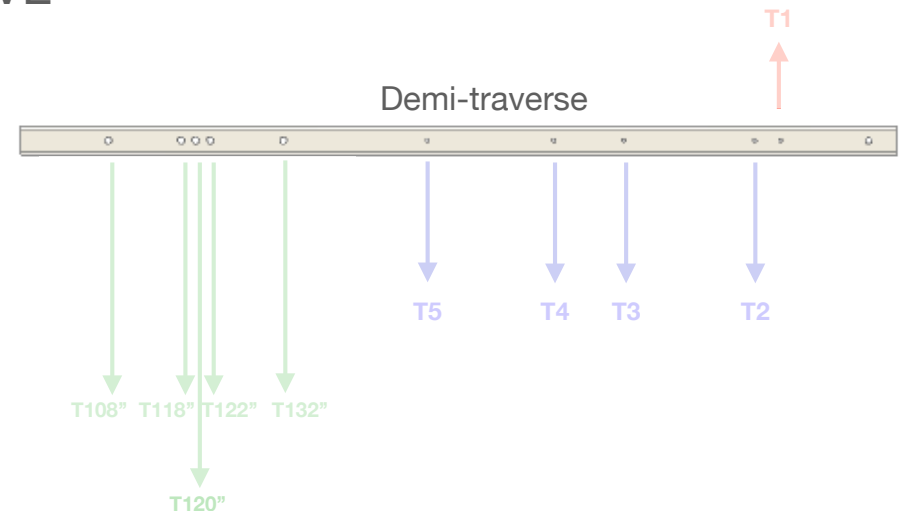 T1
Demi-traverse
T5 T4 T3 T2
T108” T118” T122” T132”
T120”